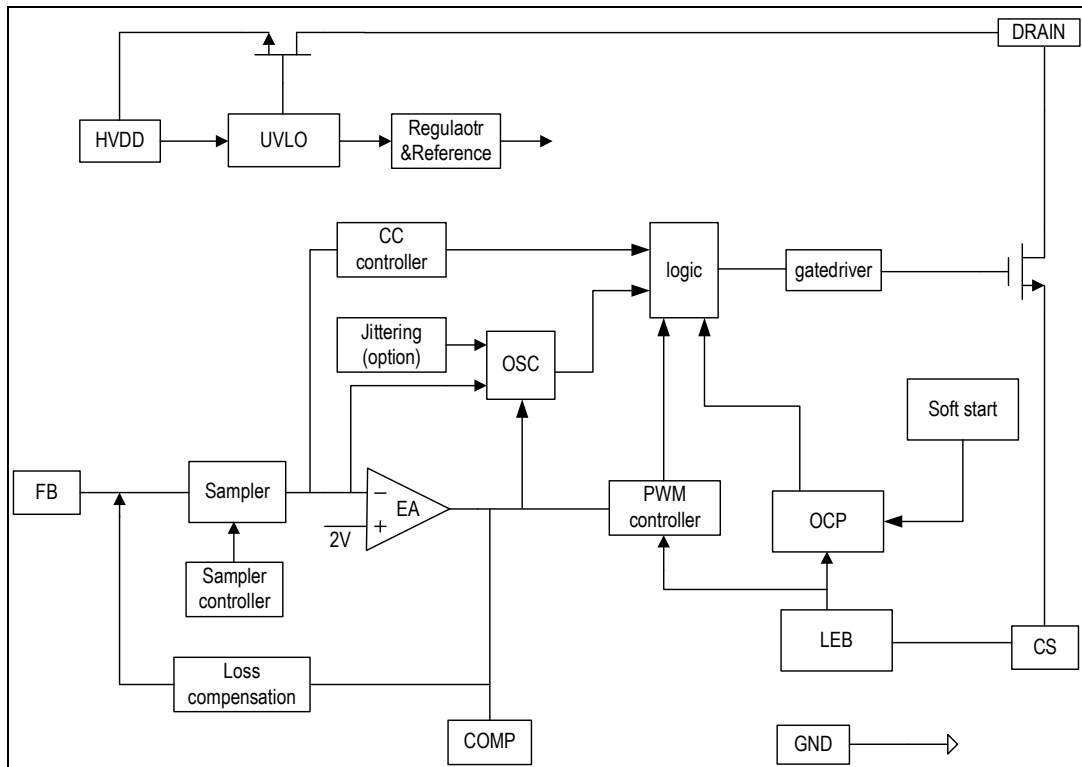 DRAIN
HVDD
UVLO
Regulaotr
&Reference
CC
controller
logic
gatedriver
Jittering
(option)
OSC
Soft start
FB
Sampler
−
EA
+
2V
PWM
controller
OCP
Sampler
controller
LEB
CS
Loss
compensation
COMP
GND